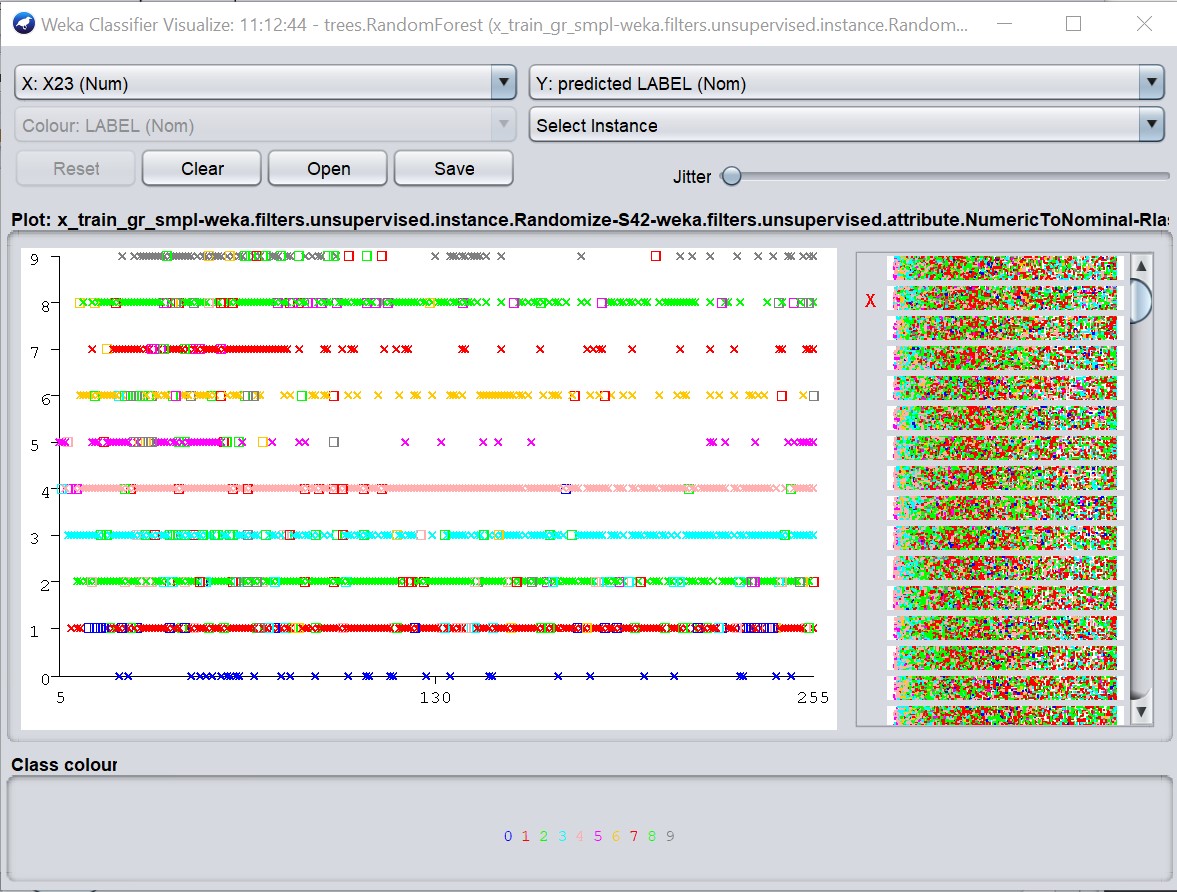 Weka Classifier Visualize: 11:12:44 - trees.RandomForest (x_train_gr_smpl-weka.filters.unsupervised.instance.Random...
X: X23 (Num)
Y: predicted LABEL (Nom)
Colour: LABEL (Nom)
Select Instance
Reset
Clear
Open
Save
Jitter
Plot: x_train_gr_smpl-weka.filters.unsupervised.instance.Randomize-S42-weka.filters.unsupervised.attribute.NumericToNominal-Rlas
9
8
7
6
5
4
3
2
1
0
5 130 255
X
Class colour
0 1 2 3 4 5 6 7 8 9